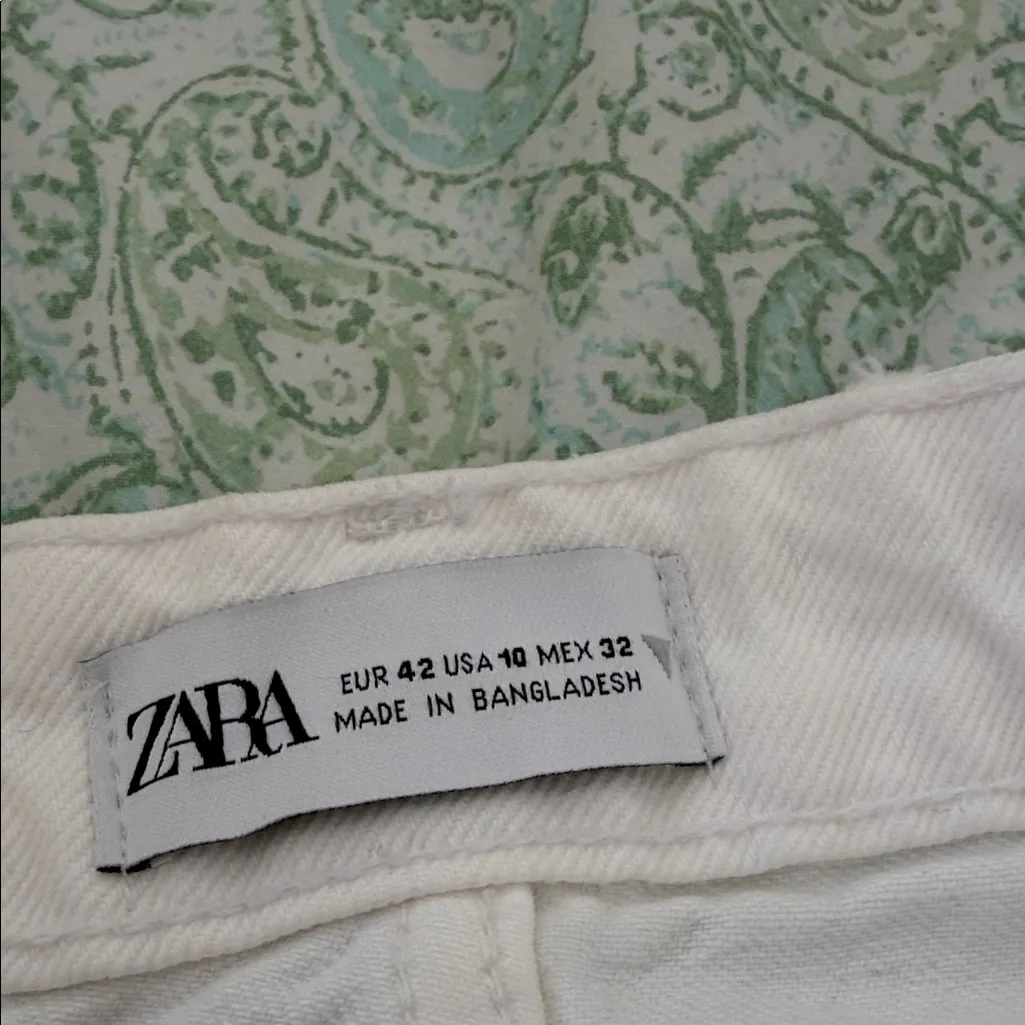 ZARA
EUR 42 USA 10 MEX 32
MADE IN BANGLADESH